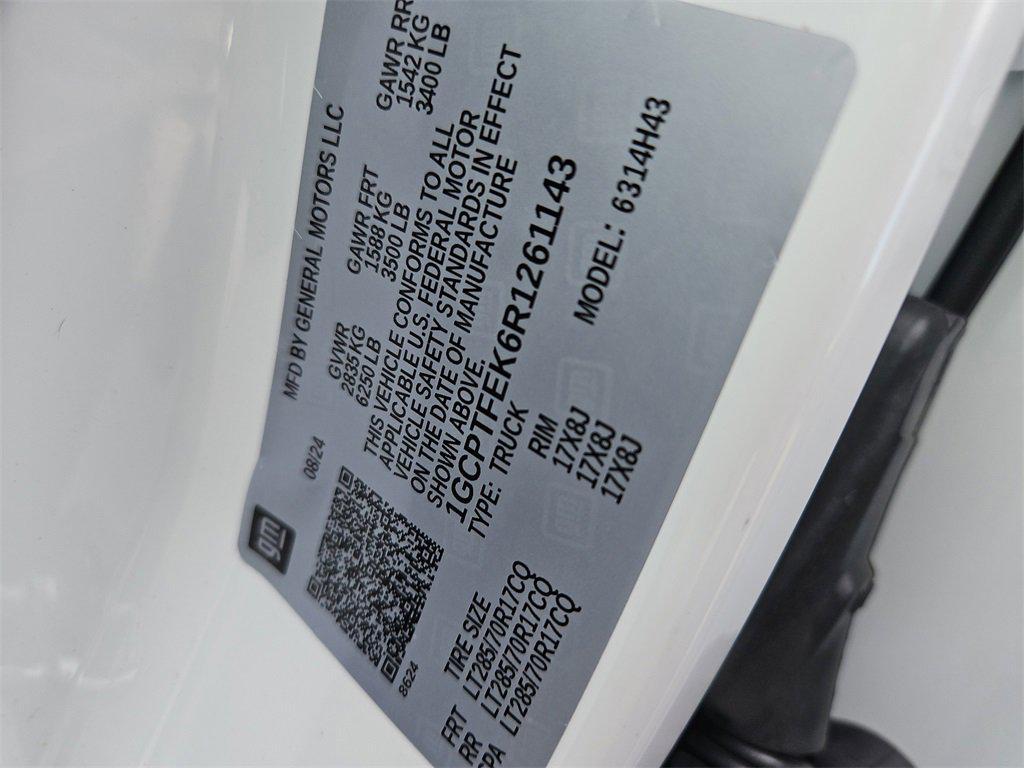 gm
08/24
MFD BY GENERAL MOTORS LLC
GVWR GAWR FRT GAWR RR
2835 KG 1588 KG 1542 KG
6250 LB 3500 LB 3400 LB
THIS VEHICLE CONFORMS TO ALL
APPLICABLE U.S. FEDERAL MOTOR
VEHICLE SAFETY STANDARDS IN EFFECT
ON THE DATE OF MANUFACTURE
SHOWN ABOVE.
1GCPTFEK6R1261143
TYPE: TRUCK MODEL: 6314H43
8624
TIRE SIZE RIM
FRT LT285/70R17CQ 17X8J
RR LT285/70R17CQ 17X8J
SPA LT285/70R17CQ 17X8J